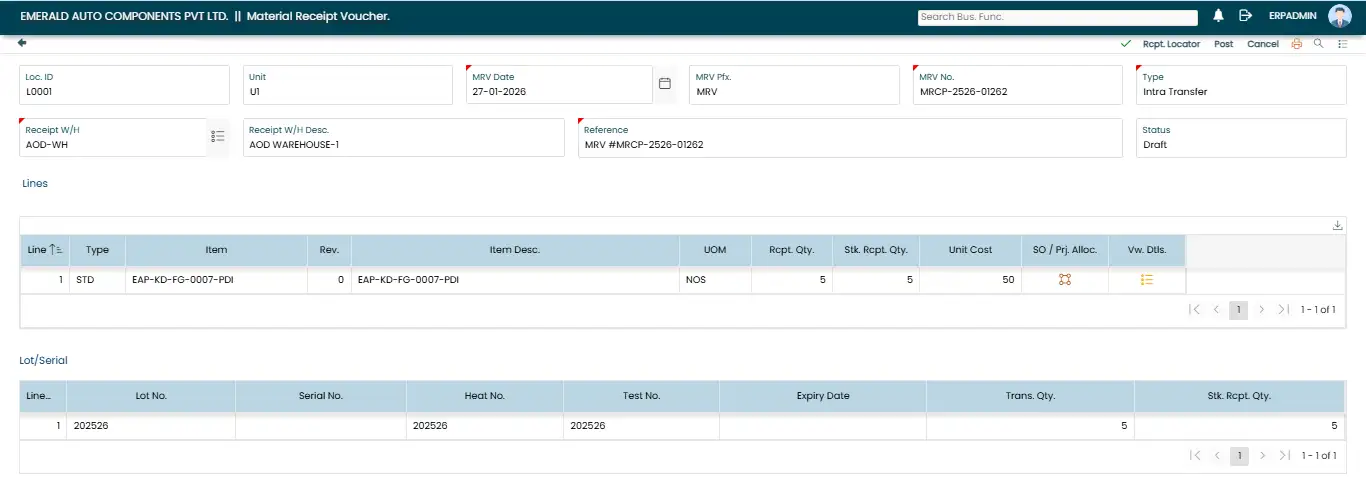 EMERALD AUTO COMPONENTS PVT LTD. || Material Receipt Voucher. Search Bus. Func. ERPADMIN
Rcpt. Locator Post Cancel
Loc. ID Unit MRV Date MRV Pfx. MRV No. Type
L0001 U1 27-01-2026 MRV MRCP-2526-01262 Intra Transfer
Receipt W/H Receipt W/H Desc. Reference Status
AOD-WH AOD WAREHOUSE-1 MRV #MRCP-2526-01262 Draft
Lines
Line Type Item Rev. Item Desc. UOM Rcpt. Qty. Stk. Rcpt. Qty. Unit Cost SO / Prj. Alloc. Vw. Dtls.
1 STD EAP-KD-FG-0007-PDI 0 EAP-KD-FG-0007-PDI NOS 5 5 50
1 1 - 1 of 1
Lot/Serial
Line... Lot No. Serial No. Heat No. Test No. Expiry Date Trans. Qty. Stk. Rcpt. Qty.
1 202526 202526 202526 5 5
1 1 - 1 of 1